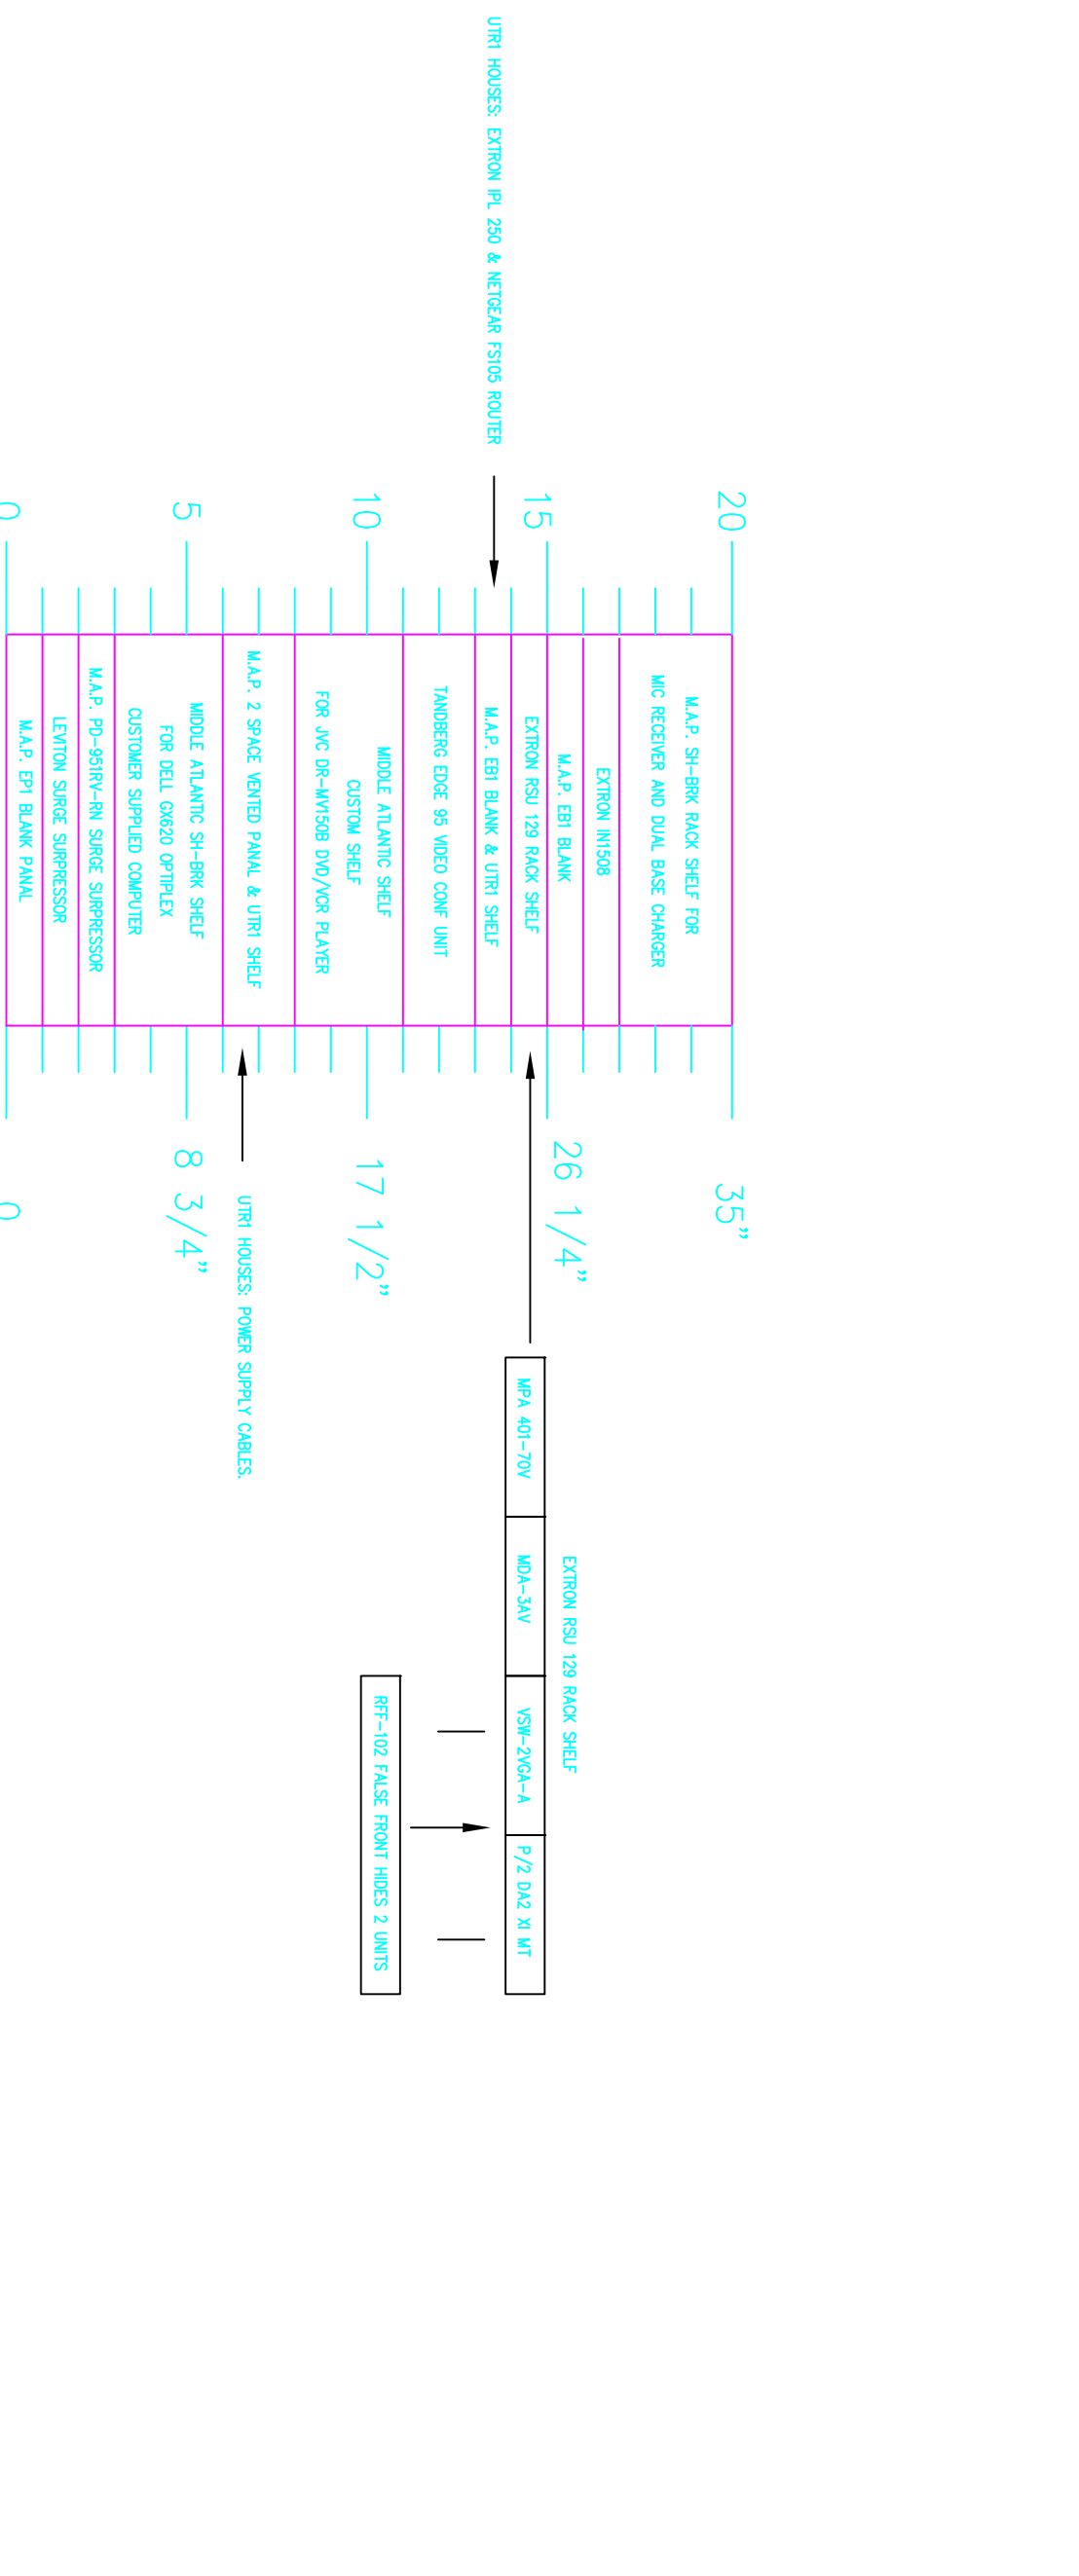 20
35"
M.A.P. SH-BRK RACK SHELF FOR
MIC RECEIVER AND DUAL BASE CHARGER
EXTRON IN1508
M.A.P. EB1 BLANK
15
26 1/4"
EXTRON RSU 129 RACK SHELF
UTR1 HOUSES: EXTRON IPL 250 & NETGEAR FS105 ROUTER
M.A.P. EB1 BLANK & UTR1 SHELF
TANDBERG EDGE 95 VIDEO CONF UNIT
10
17 1/2"
MIDDLE ATLANTIC SHELF
CUSTOM SHELF
FOR JVC DR-MV150B DVD/VCR PLAYER
M.A.P. 2 SPACE VENTED PANAL & UTR1 SHELF
UTR1 HOUSES: POWER SUPPLY CABLES.
5
8 3/4"
MIDDLE ATLANTIC SH-BRK SHELF
FOR DELL GX620 OPTIPLEX
CUSTOMER SUPPLIED COMPUTER
M.A.P. PD-951RV-RN SURGE SURPRESSOR
LEVITON SURGE SURPRESSOR
M.A.P. EP1 BLANK PANAL
0
0
EXTRON RSU 129 RACK SHELF
MPA 401-70V
MDA-3AV
VSW-2VGA-A
P/2 DA2 XI MT
RFF-102 FALSE FRONT HIDES 2 UNITS